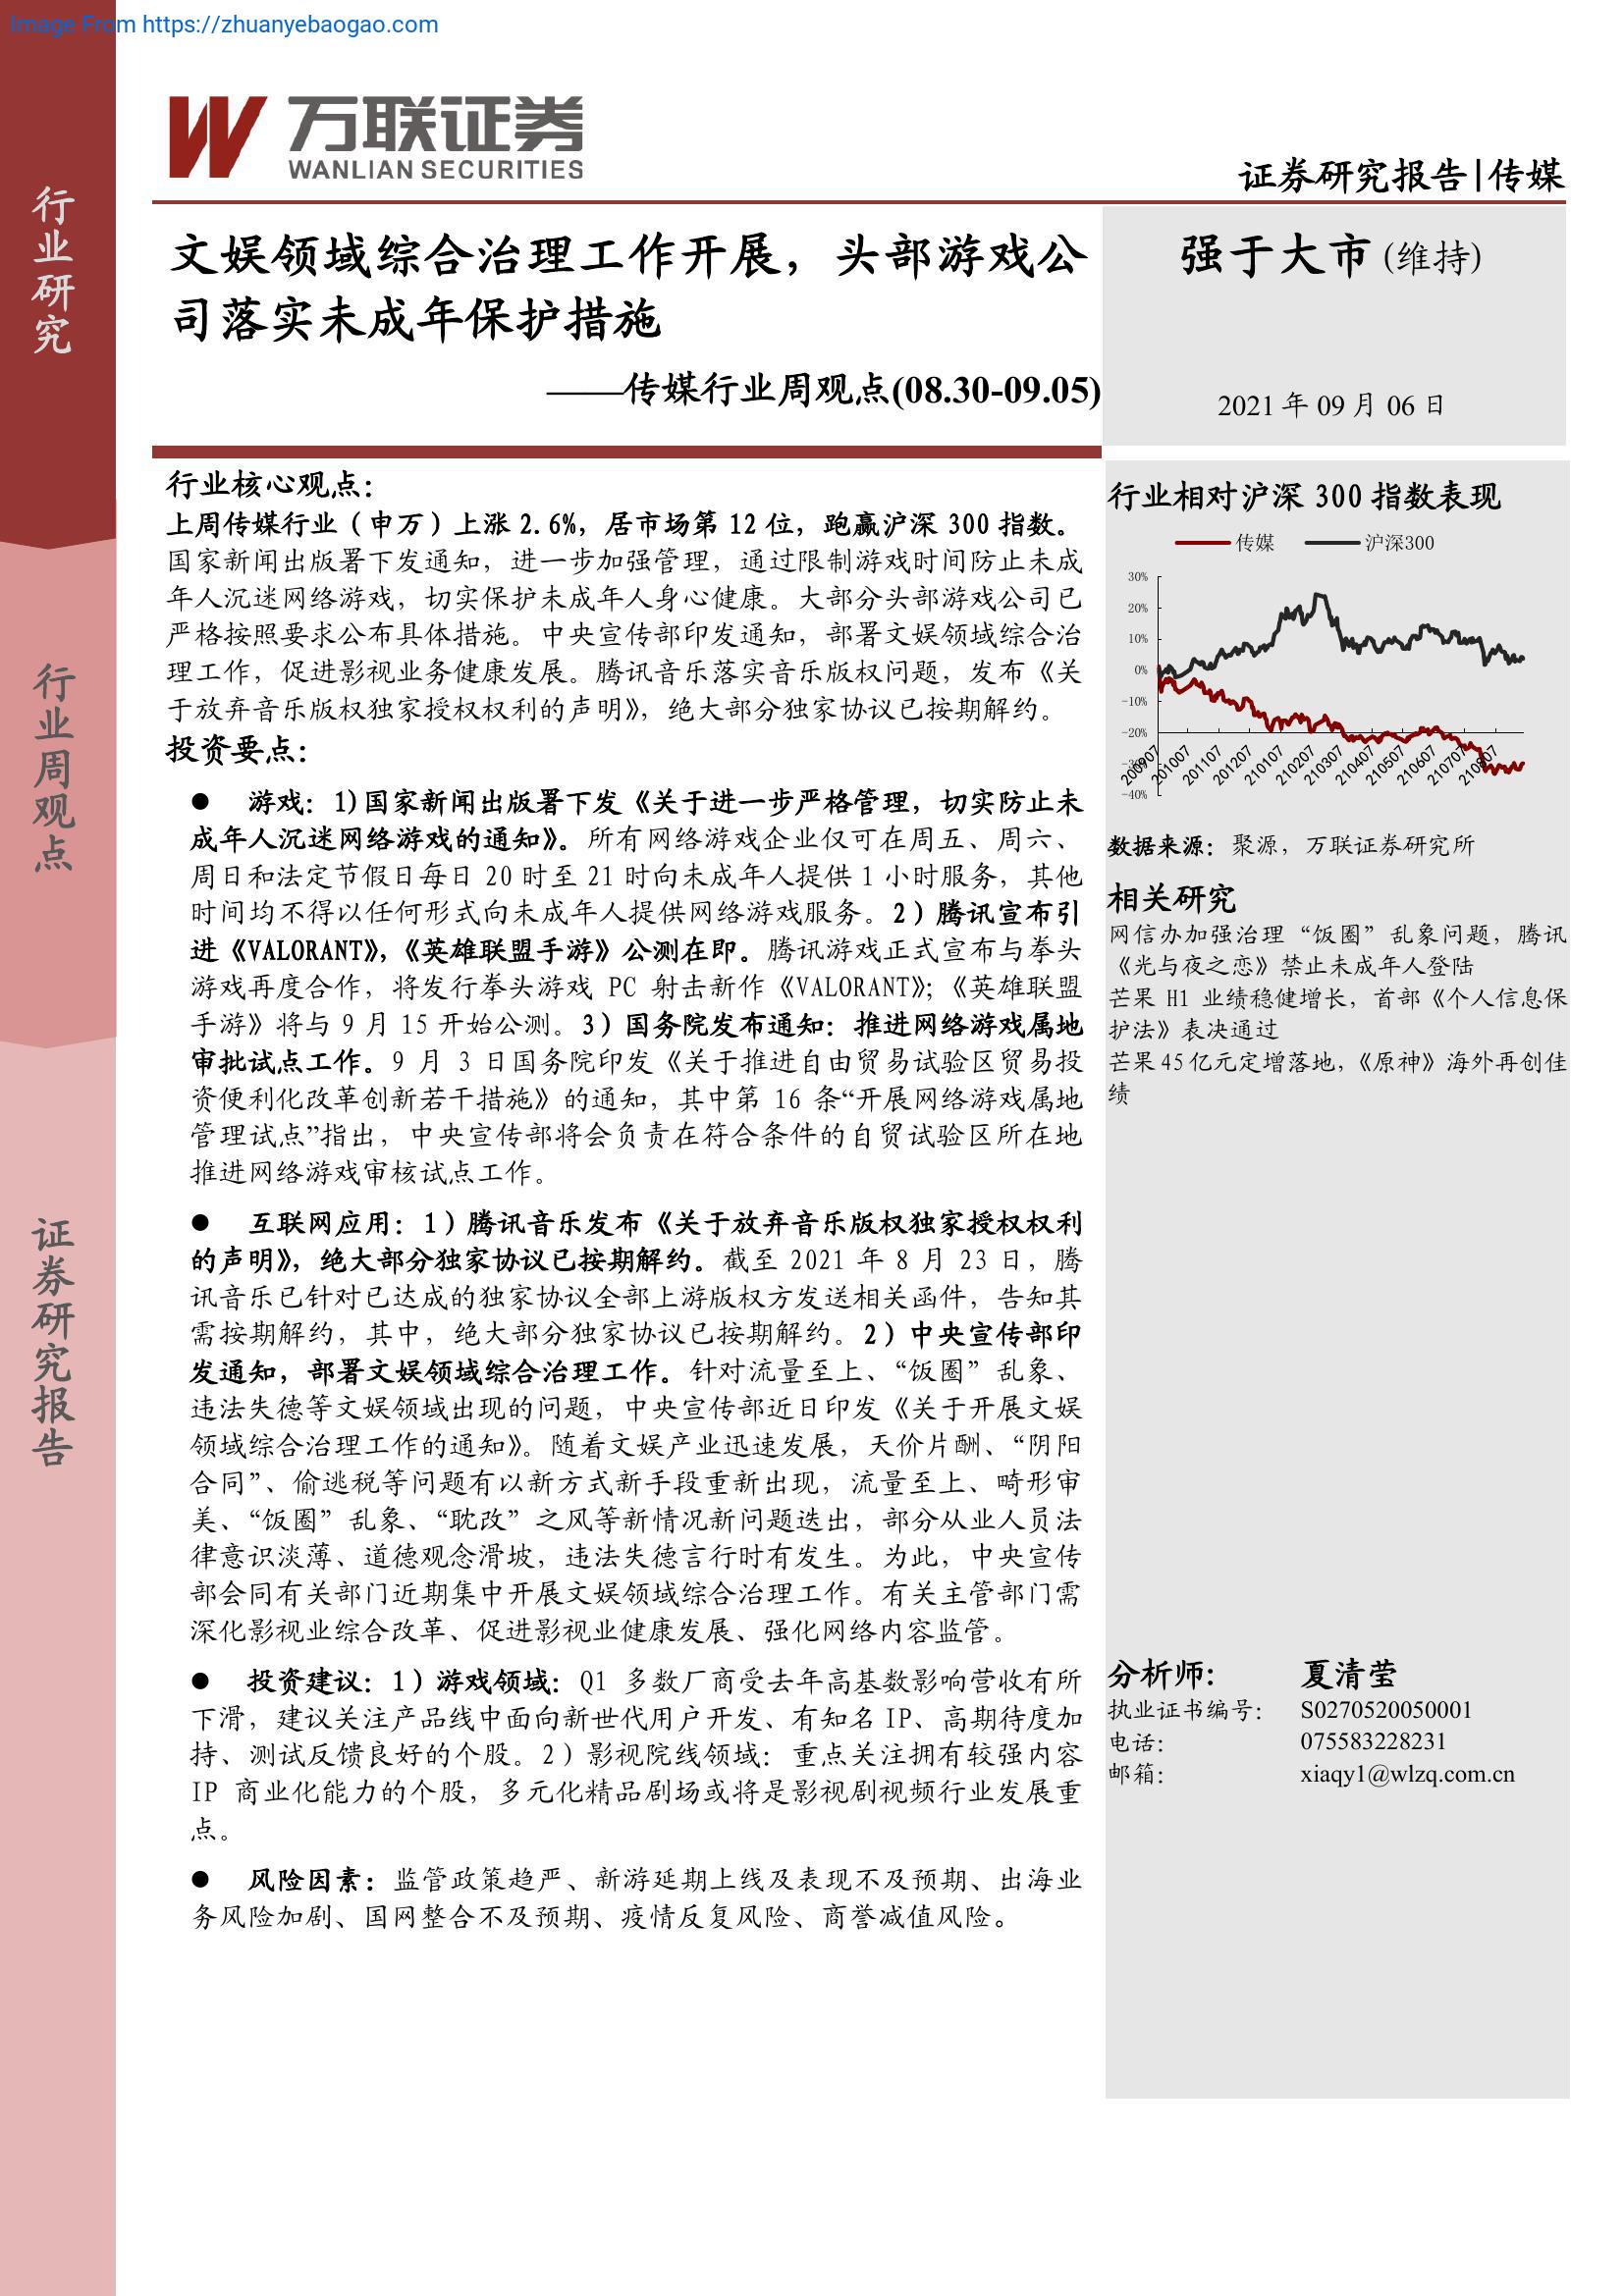 Image From https://zhuanyebaogao.com
万联证券
WANLIAN SECURITIES
证券研究报告|传媒
行业研究
行业周观点
证券研究报告
文娱领域综合治理工作开展，头部游戏公
司落实未成年保护措施
——传媒行业周观点(08.30-09.05)
强于大市(维持)
2021年09月06日
行业核心观点：
上周传媒行业（申万）上涨2.6%，居市场第12位，跑赢沪深300指数。
国家新闻出版署下发通知，进一步加强管理，通过限制游戏时间防止未成
年人沉迷网络游戏，切实保护未成年人身心健康。大部分头部游戏公司已
严格按照要求公布具体措施。中央宣传部印发通知，部署文娱领域综合治
理工作，促进影视业务健康发展。腾讯音乐落实音乐版权问题，发布《关
于放弃音乐版权独家授权权利的声明》，绝大部分独家协议已按期解约。
投资要点：
● 游戏：1)国家新闻出版署下发《关于进一步严格管理，切实防止未
成年人沉迷网络游戏的通知》。所有网络游戏企业仅可在周五、周六、
周日和法定节假日每日20时至21时向未成年人提供1小时服务，其他
时间均不得以任何形式向未成年人提供网络游戏服务。2）腾讯宣布引
进《VALORANT》，《英雄联盟手游》公测在即。腾讯游戏正式宣布与拳头
游戏再度合作，将发行拳头游戏 PC 射击新作《VALORANT》；《英雄联盟
手游》将与9月15开始公测。3）国务院发布通知：推进网络游戏属地
审批试点工作。9 月 3 日国务院印发《关于推进自由贸易试验区贸易投
资便利化改革创新若干措施》的通知，其中第 16 条“开展网络游戏属地
管理试点”指出，中央宣传部将会负责在符合条件的自贸试验区所在地
推进网络游戏审核试点工作。
● 互联网应用：1）腾讯音乐发布《关于放弃音乐版权独家授权权利
的声明》，绝大部分独家协议已按期解约。截至 2021 年 8 月 23 日，腾
讯音乐已针对已达成的独家协议全部上游版权方发送相关函件，告知其
需按期解约，其中，绝大部分独家协议已按期解约。2）中央宣传部印
发通知，部署文娱领域综合治理工作。针对流量至上、“饭圈”乱象、
违法失德等文娱领域出现的问题，中央宣传部近日印发《关于开展文娱
领域综合治理工作的通知》。随着文娱产业迅速发展，天价片酬、“阴阳
合同”、偷逃税等问题有以新方式新手段重新出现，流量至上、畸形审
美、“饭圈”乱象、“耽改”之风等新情况新问题迭出，部分从业人员法
律意识淡薄、道德观念滑坡，违法失德言行时有发生。为此，中央宣传
部会同有关部门近期集中开展文娱领域综合治理工作。有关主管部门需
深化影视业综合改革、促进影视业健康发展、强化网络内容监管。
● 投资建议：1）游戏领域：Q1 多数厂商受去年高基数影响营收有所
下滑，建议关注产品线中面向新世代用户开发、有知名IP、高期待度加
持、测试反馈良好的个股。2）影视院线领域：重点关注拥有较强内容
IP 商业化能力的个股，多元化精品剧场或将是影视剧视频行业发展重
点。
● 风险因素：监管政策趋严、新游延期上线及表现不及预期、出海业
务风险加剧、国网整合不及预期、疫情反复风险、商誉减值风险。
行业相对沪深 300 指数表现
传媒 沪深300
30%
20%
10%
0%
-10%
-20%
-30%
-40%
200907 201007 201107 201207 210107 210207 210307 210407 210507 210607 210707 210807
数据来源：聚源，万联证券研究所
相关研究
网信办加强治理“饭圈”乱象问题，腾讯
《光与夜之恋》禁止未成年人登陆
芒果 H1 业绩稳健增长，首部《个人信息保
护法》表决通过
芒果45亿元定增落地，《原神》海外再创佳
绩
分析师： 夏清莹
执业证书编号： S0270520050001
电话： 075583228231
邮箱： xiaqy1@wlzq.com.cn